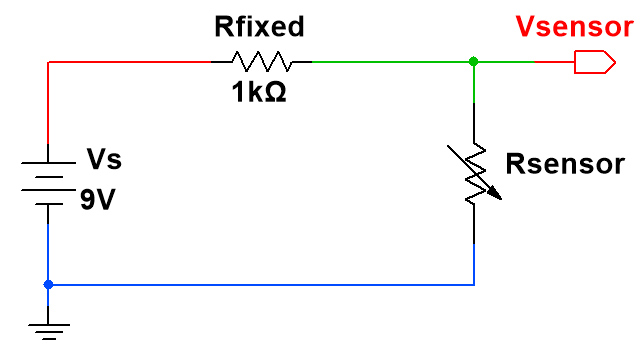 Rfixed
1kΩ
Vsensor
Vs
9V
Rsensor